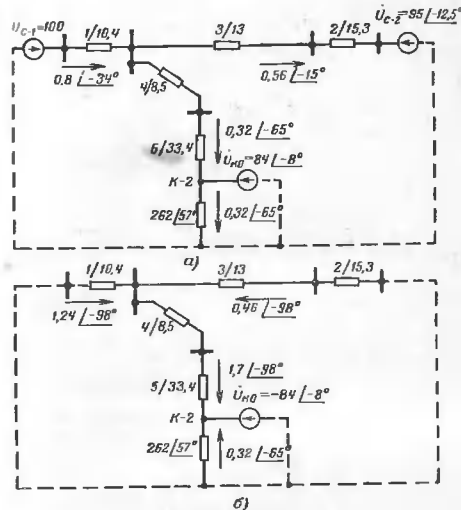 U̇с-1=100
U̇с-2=95 /-12,5°
1/10,4
3/13
2/15,3
0,8 /-34°
0,56 /-15°
4/8,5
0,32 /-65°
6/33,4
U̇к0=84 /-8°
К-2
262/57°
0,32 /-65°
а)
1/10,4
3/13
2/15,3
1,24 /-98°
0,46 /-98°
4/8,5
1,7 /-98°
5/33,4
U̇к0=-84 /-8°
К-2
262/57°
0,32 /-65°
б)